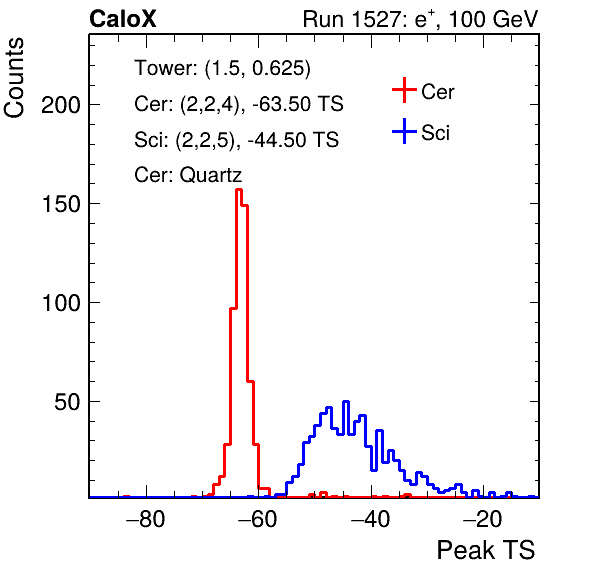 CaloX Run 1527: e⁺, 100 GeV
Counts
Tower: (1.5, 0.625)
Cer: (2,2,4), -63.50 TS
Sci: (2,2,5), -44.50 TS
Cer: Quartz
Cer
Sci
200
150
100
50
−80 −60 −40 −20
Peak TS